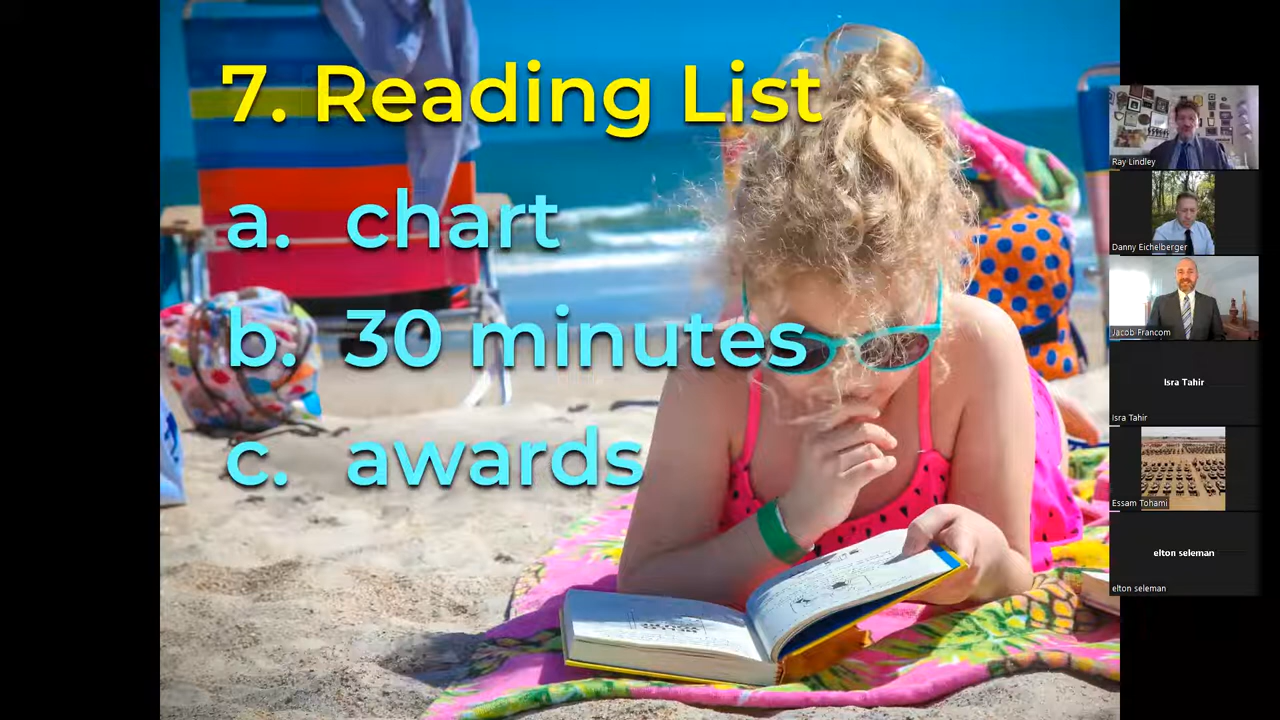 7. Reading List
a. chart
b. 30 minutes
c. awards
Ray Lindley
Danny Eichelberger
Jacob Francom
Isra Tahir
Isra Tahir
Essam Tohami
elton seleman
elton seleman